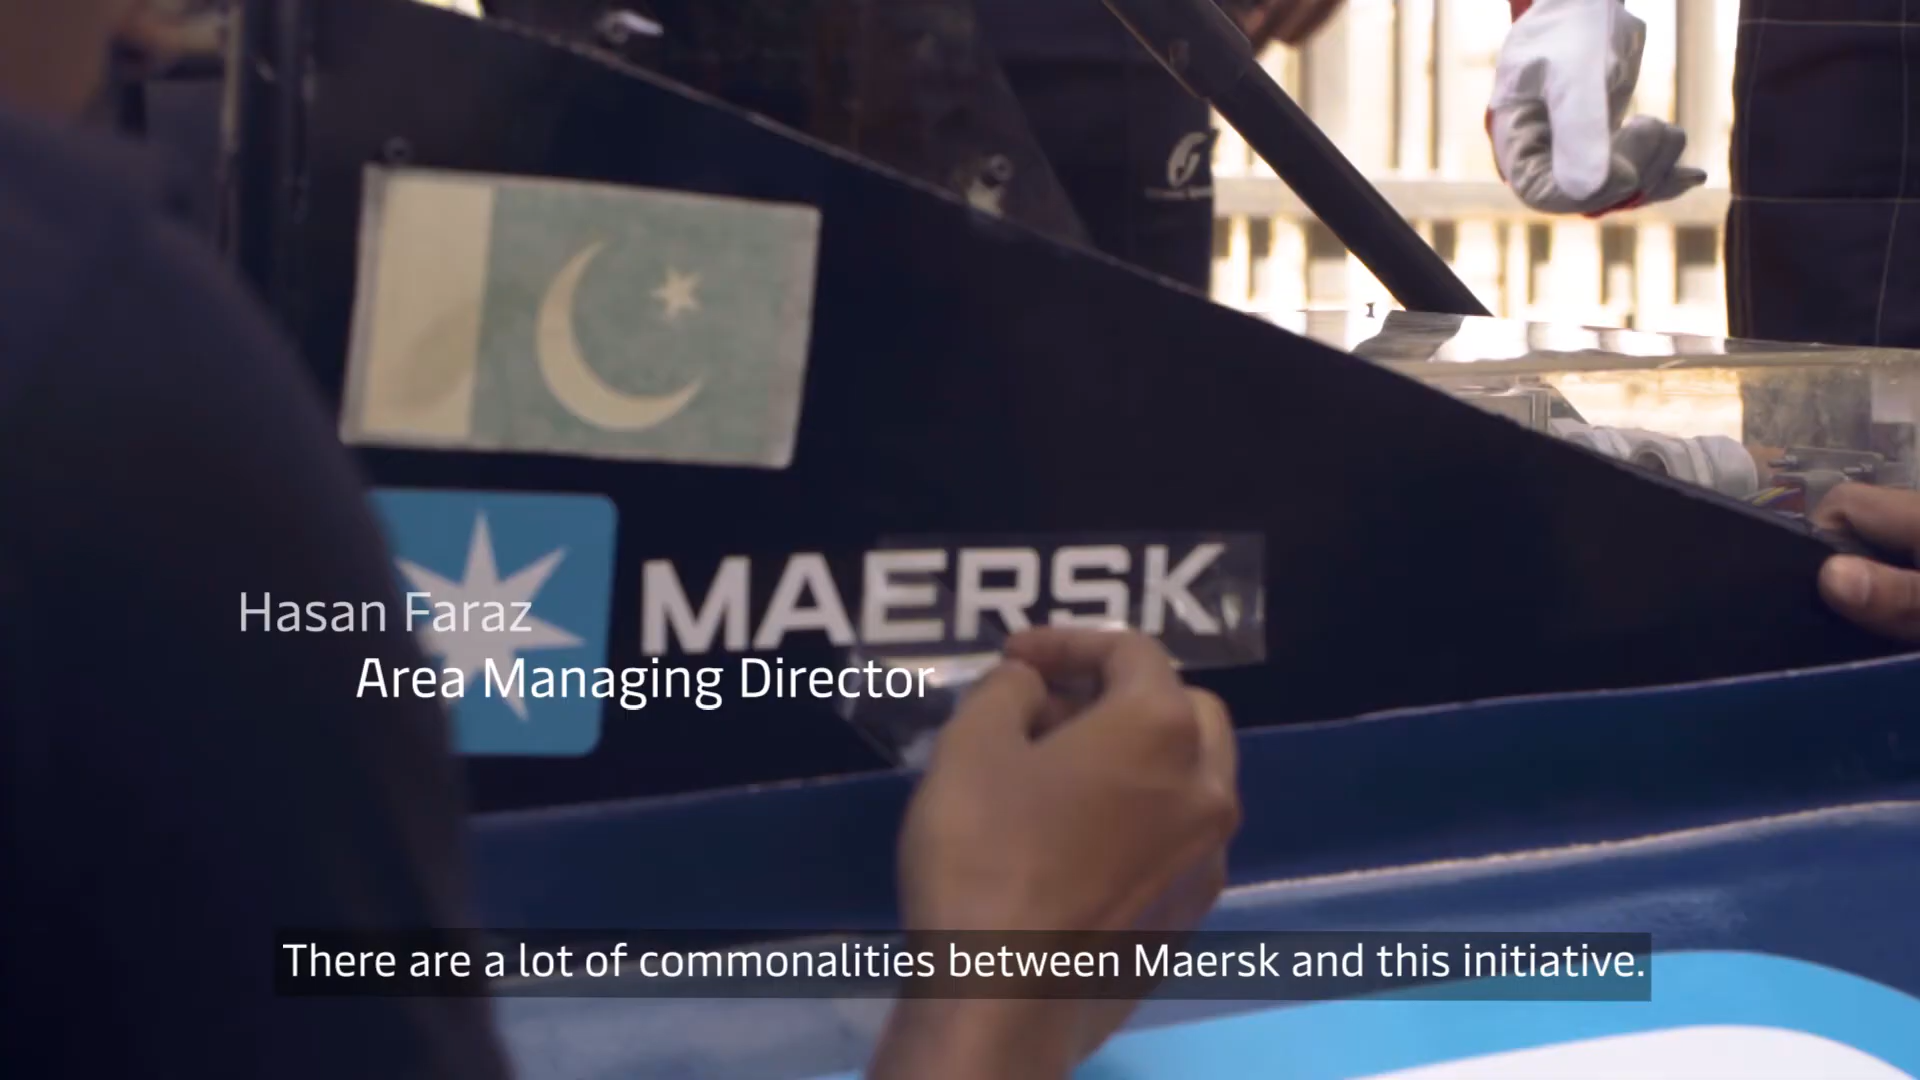 MAERSK
Hasan Faraz
Area Managing Director
There are a lot of commonalities between Maersk and this initiative.